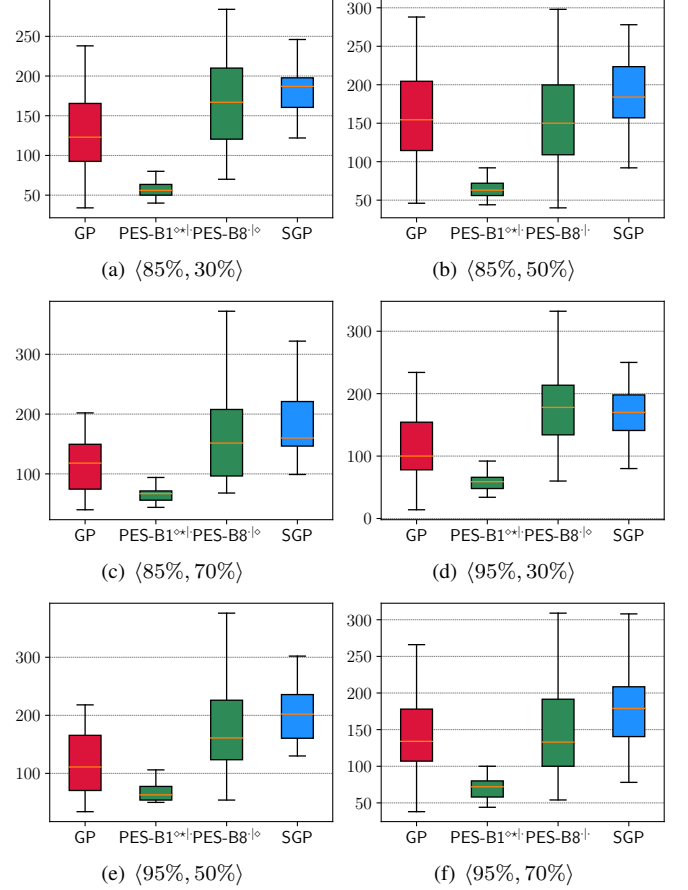 250
200
150
100
50
GP PES-B1⋄⋆|· PES-B8·|⋄ SGP
(a) ⟨85%, 30%⟩
300
250
200
150
100
50
GP PES-B1⋄⋆|· PES-B8·|· SGP
(b) ⟨85%, 50%⟩
300
200
100
GP PES-B1⋄⋆|· PES-B8·|⋄ SGP
(c) ⟨85%, 70%⟩
300
200
100
0
GP PES-B1⋄⋆|· PES-B8·|⋄ SGP
(d) ⟨95%, 30%⟩
300
200
100
GP PES-B1⋄⋆|· PES-B8·|⋄ SGP
(e) ⟨95%, 50%⟩
300
250
200
150
100
50
GP PES-B1⋄⋆|· PES-B8·|· SGP
(f) ⟨95%, 70%⟩